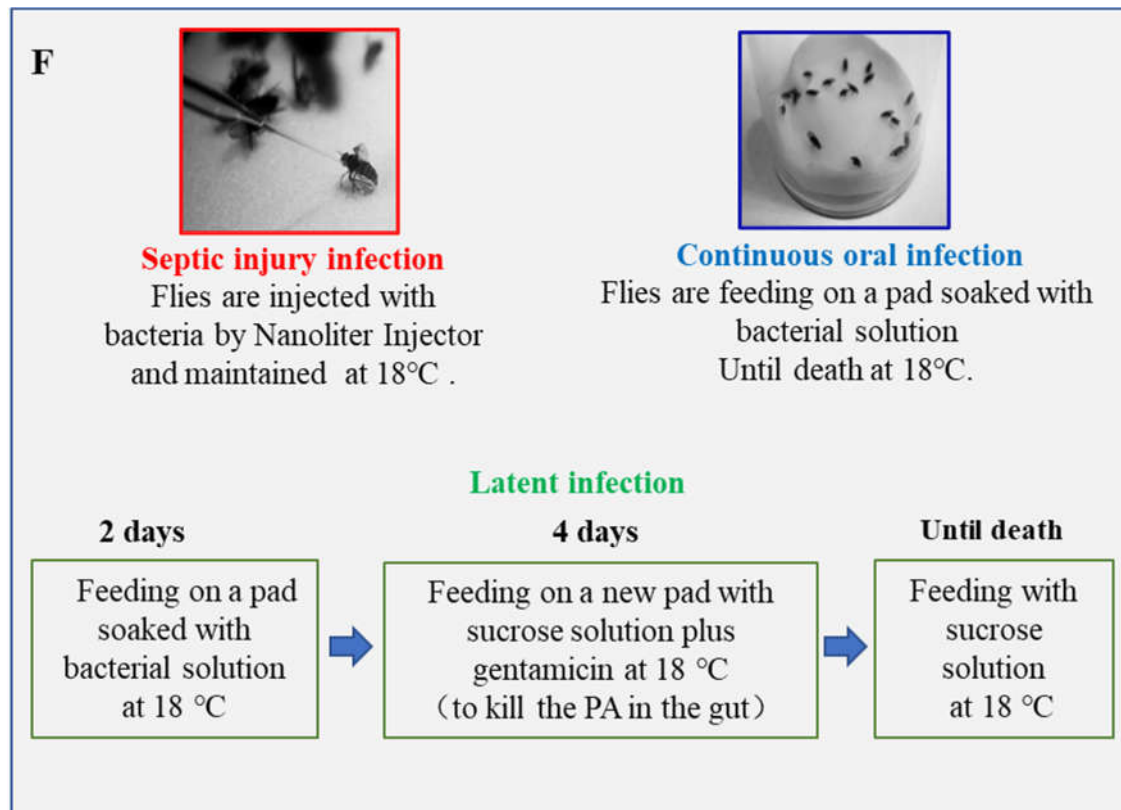 F
Septic injury infection
Flies are injected with
bacteria by Nanoliter Injector
and maintained at 18℃ .
Continuous oral infection
Flies are feeding on a pad soaked with
bacterial solution
Until death at 18℃.
Latent infection
2 days
Feeding on a pad
soaked with
bacterial solution
at 18 ℃
4 days
Feeding on a new pad with
sucrose solution plus
gentamicin at 18 ℃
（to kill the PA in the gut）
Until death
Feeding with
sucrose
solution
at 18 ℃